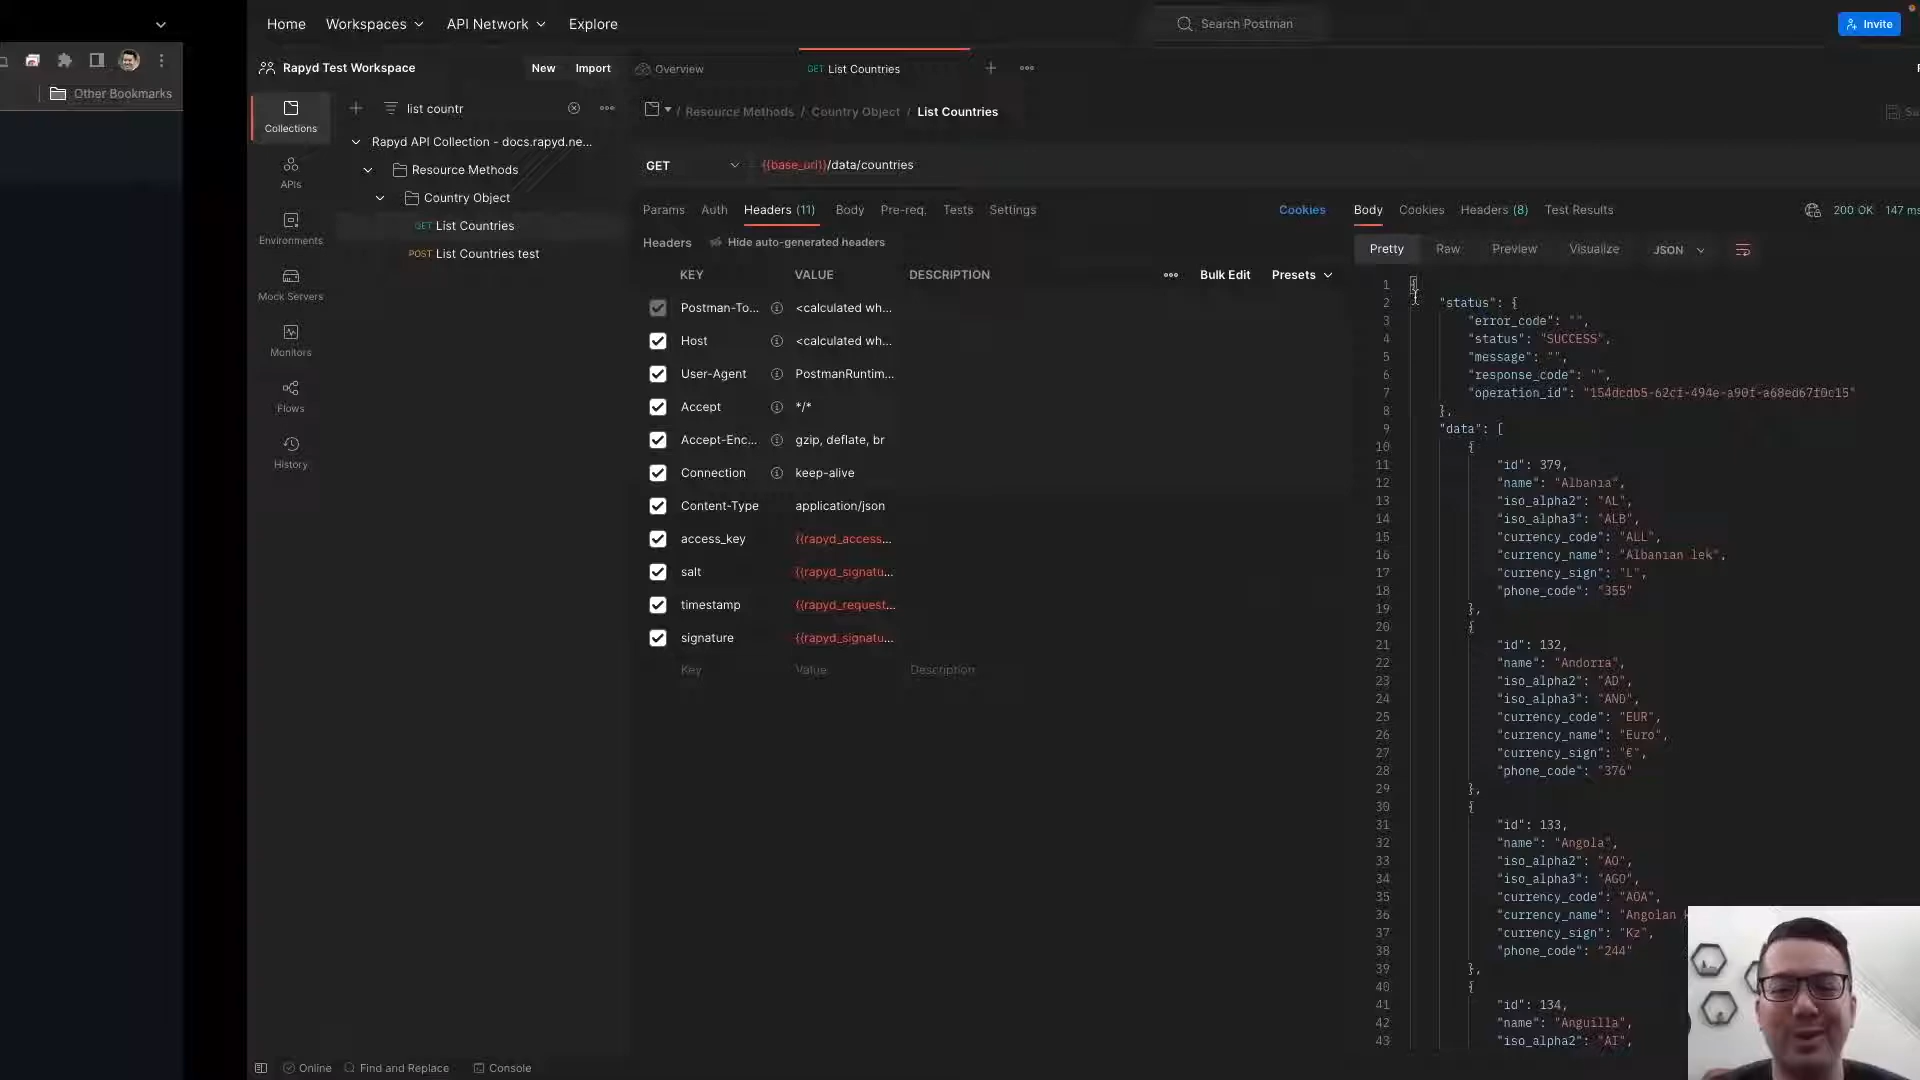 Home Workspaces API Network Explore
Search Postman
Invite
Other Bookmarks
Rapyd Test Workspace New Import
Overview
GET List Countries
Collections
APIs
Environments
Mock Servers
Monitors
Flows
History
list countr
Rapyd API Collection - docs.rapyd.ne...
Resource Methods
Country Object
GET List Countries
POST List Countries test
/ Resource Methods / Country Object / List Countries
GET {{base_url}}/data/countries
Params Auth Headers (11) Body Pre-req. Tests Settings Cookies
Headers Hide auto-generated headers
KEY VALUE DESCRIPTION ••• Bulk Edit Presets
Postman-To... <calculated wh...
Host <calculated wh...
User-Agent PostmanRuntim...
Accept */*
Accept-Enc... gzip, deflate, br
Connection keep-alive
Content-Type application/json
access_key {{rapyd_access...
salt {{rapyd_signatu...
timestamp {{rapyd_request...
signature {{rapyd_signatu...
Key Value Description
Body Cookies Headers (8) Test Results 200 OK 147 ms
Pretty Raw Preview Visualize JSON
1 {
2 "status": {
3 "error_code": "",
4 "status": "SUCCESS",
5 "message": "",
6 "response_code": "",
7 "operation_id": "154dcdb5-62cf-494e-a90f-a68ed67f0c15"
8 },
9 "data": [
10 {
11 "id": 379,
12 "name": "Albania",
13 "iso_alpha2": "AL",
14 "iso_alpha3": "ALB",
15 "currency_code": "ALL",
16 "currency_name": "Albanian lek",
17 "currency_sign": "L",
18 "phone_code": "355"
19 },
20 {
21 "id": 132,
22 "name": "Andorra",
23 "iso_alpha2": "AD",
24 "iso_alpha3": "AND",
25 "currency_code": "EUR",
26 "currency_name": "Euro",
27 "currency_sign": "€",
28 "phone_code": "376"
29 },
30 {
31 "id": 133,
32 "name": "Angola",
33 "iso_alpha2": "AO",
34 "iso_alpha3": "AGO",
35 "currency_code": "AOA",
36 "currency_name": "Angolan
37 "currency_sign": "Kz",
38 "phone_code": "244"
39 },
40 {
41 "id": 134,
42 "name": "Anguilla",
43 "iso_alpha2": "AI",
Online Find and Replace Console